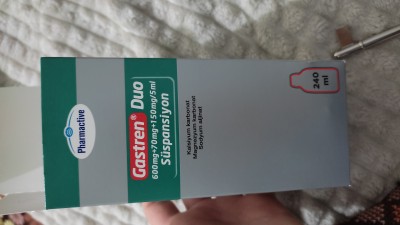 Pharmactive
Gastren® Duo
600mg+70mg+150mg/5ml
Süspansiyon
Kalsiyum karbonat
Magnezyum karbonat
Sodyum aljinat
240
ml